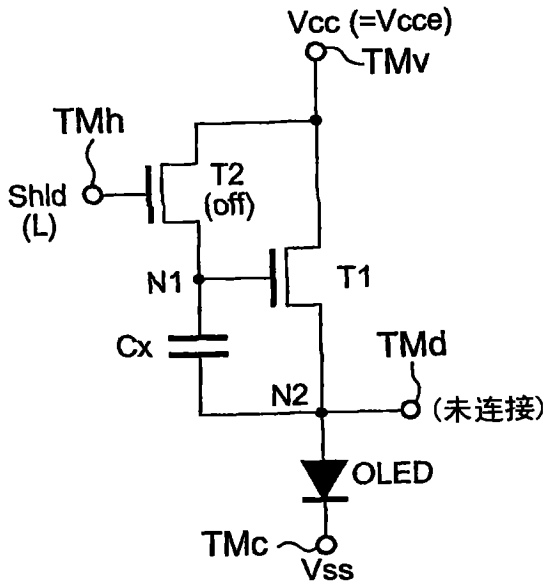 Vcc (=Vcce)
TMv
TMh
T2
(off)
Shld
(L)
N1
T1
Cx
TMd
N2
(未连接)
OLED
TMc
Vss